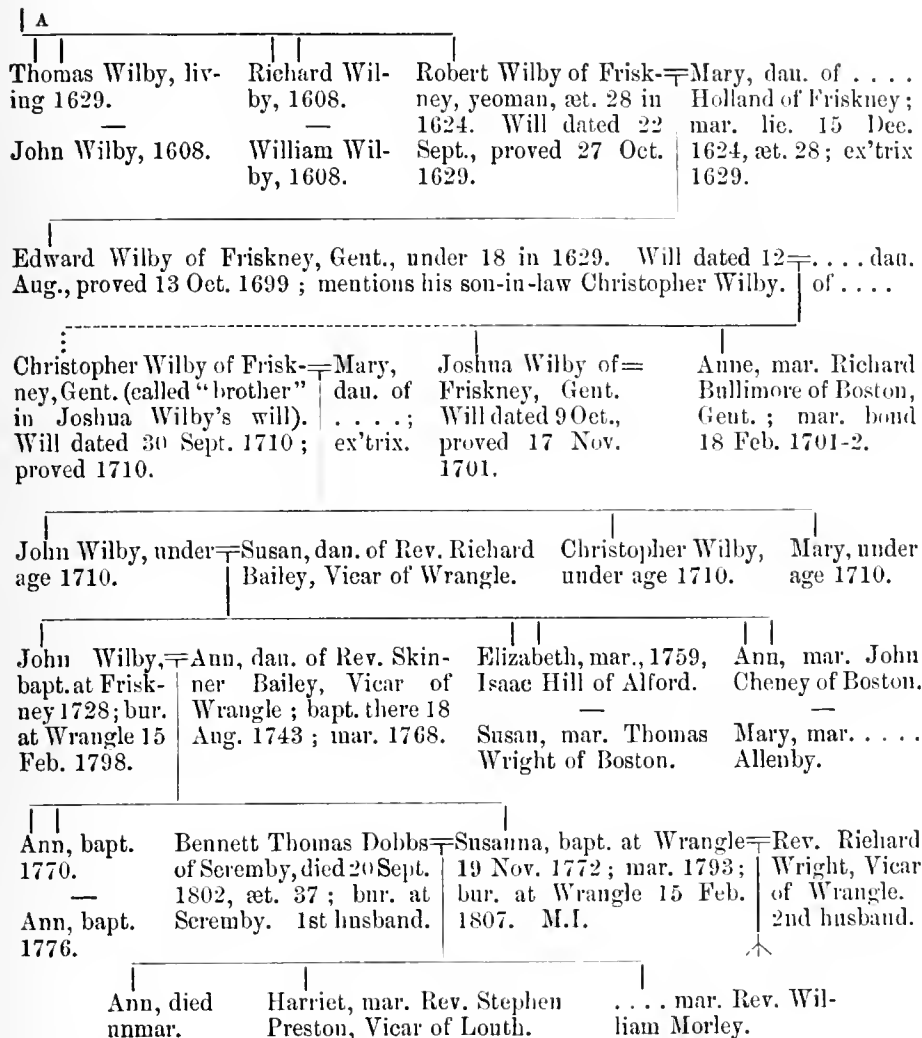 A
Thomas Wilby, liv-
ing 1629.
—
John Wilby, 1608.
Richard Wil-
by, 1608.
—
William Wil-
by, 1608.
Robert Wilby of Frisk-
ney, yeoman, æt. 28 in
1624. Will dated 22
Sept., proved 27 Oct.
1629.
Mary, dau. of . . . .
Holland of Friskney;
mar. lic. 15 Dec.
1624, æt. 28; ex'trix
1629.
Edward Wilby of Friskney, Gent., under 18 in 1629. Will dated 12
Aug., proved 13 Oct. 1699; mentions his son-in-law Christopher Wilby.
. . . . dau.
of . . . .
Christopher Wilby of Frisk-
ney, Gent. (called "brother"
in Joshua Wilby's will).
Will dated 30 Sept. 1710;
proved 1710.
Mary,
dau. of
. . . . ;
ex'trix.
Joshua Wilby of
Friskney, Gent.
Will dated 9 Oct.,
proved 17 Nov.
1701.
Anne, mar. Richard
Bullimore of Boston,
Gent.; mar. bond
18 Feb. 1701-2.
John Wilby, under
age 1710.
Susan, dau. of Rev. Richard
Bailey, Vicar of Wrangle.
Christopher Wilby,
under age 1710.
Mary, under
age 1710.
John Wilby,
bapt. at Frisk-
ney 1728; bur.
at Wrangle 15
Feb. 1798.
Ann, dau. of Rev. Skin-
ner Bailey, Vicar of
Wrangle; bapt. there 18
Aug. 1743; mar. 1768.
Elizabeth, mar., 1759,
Isaac Hill of Alford.
—
Susan, mar. Thomas
Wright of Boston.
Ann, mar. John
Cheney of Boston.
—
Mary, mar. . . . .
Allenby.
Ann, bapt.
1770.
—
Ann, bapt.
1776.
Bennett Thomas Dobbs
of Scremby, died 20 Sept.
1802, æt. 37; bur. at
Scremby. 1st husband.
Susanna, bapt. at Wrangle
19 Nov. 1772; mar. 1793;
bur. at Wrangle 15 Feb.
1807. M.I.
Rev. Richard
Wright, Vicar
of Wrangle.
2nd husband.
Ann, died
unmar.
Harriet, mar. Rev. Stephen
Preston, Vicar of Louth.
. . . . mar. Rev. Wil-
liam Morley.